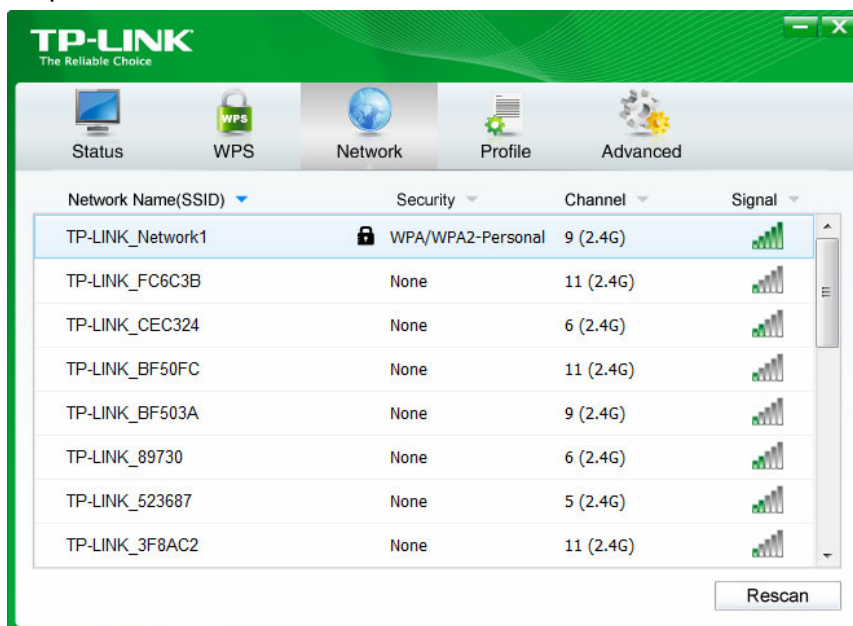 TP-LINK
The Reliable Choice
WPS
Status WPS Network Profile Advanced
Network Name(SSID) Security Channel Signal
TP-LINK_Network1 WPA/WPA2-Personal 9 (2.4G)
TP-LINK_FC6C3B None 11 (2.4G)
TP-LINK_CEC324 None 6 (2.4G)
TP-LINK_BF50FC None 11 (2.4G)
TP-LINK_BF503A None 9 (2.4G)
TP-LINK_89730 None 6 (2.4G)
TP-LINK_523687 None 5 (2.4G)
TP-LINK_3F8AC2 None 11 (2.4G)
Rescan